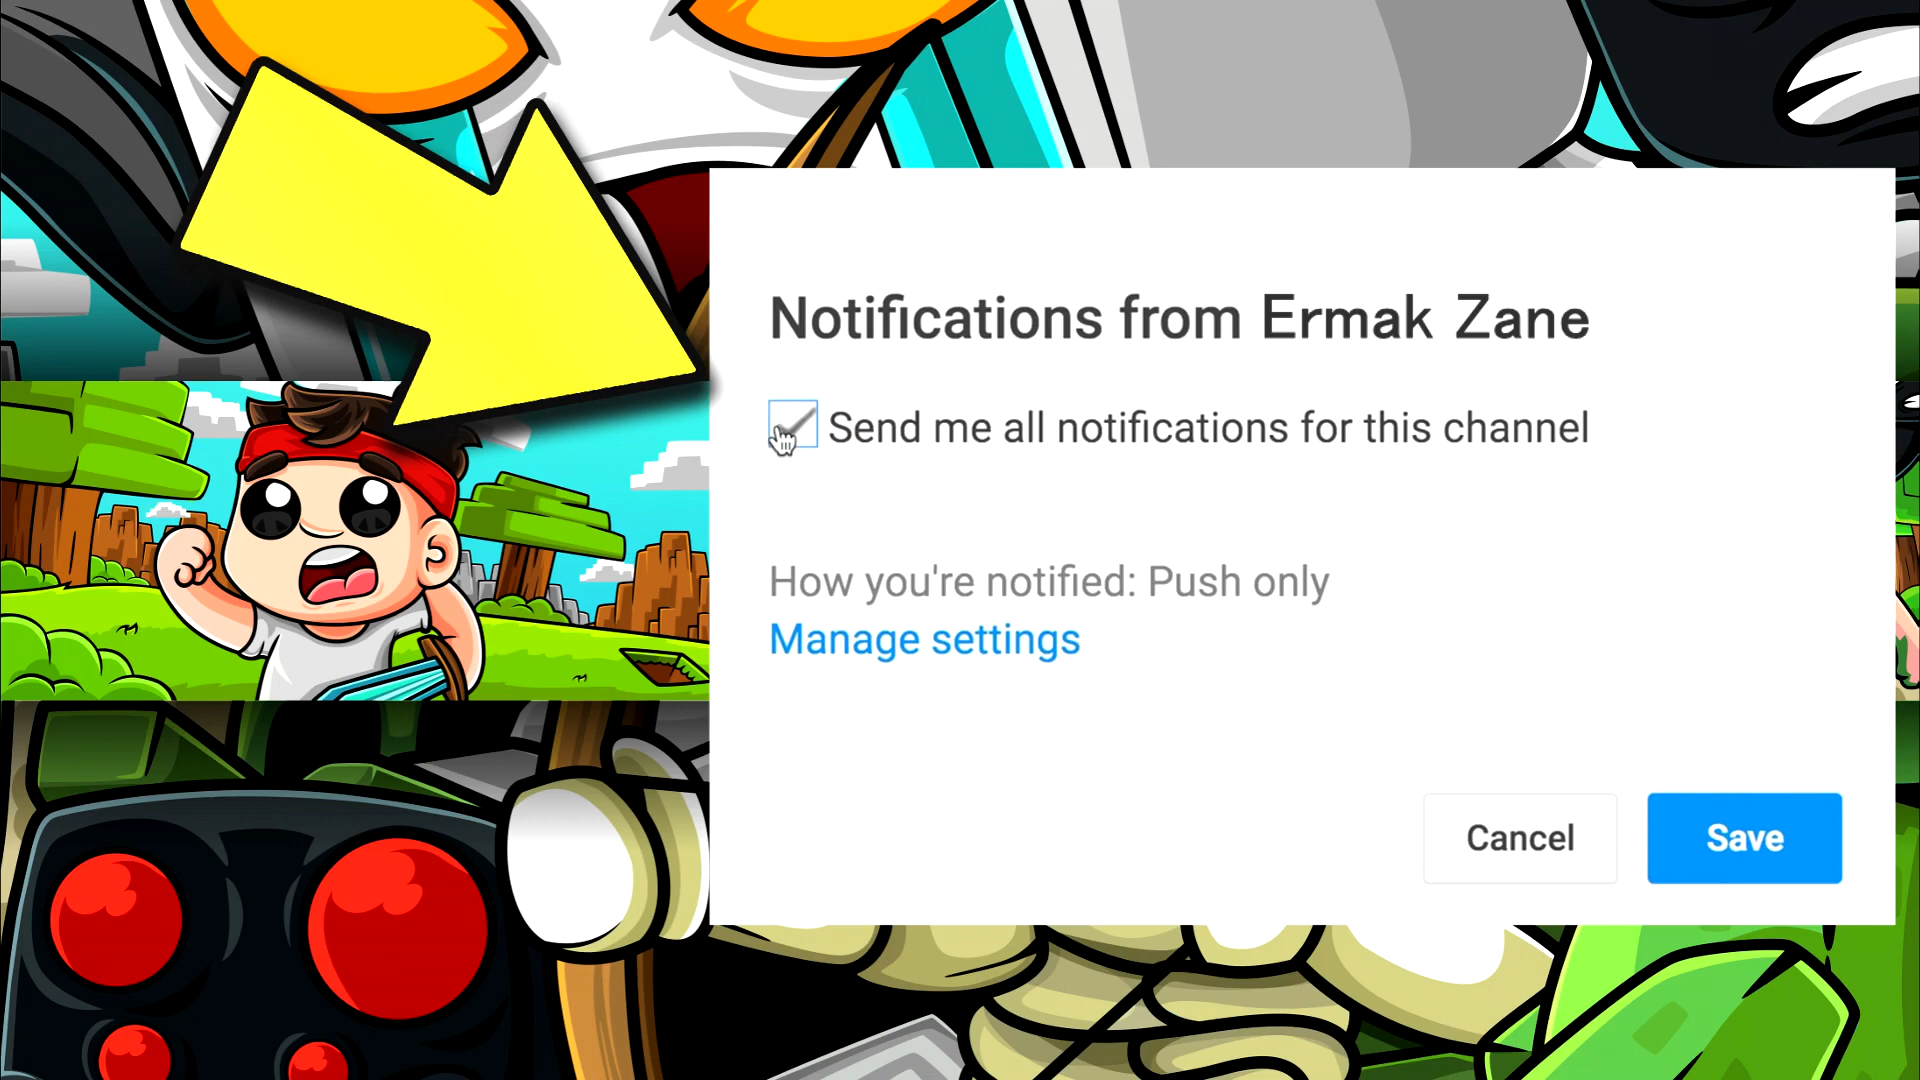 Notifications from Ermak Zane
Send me all notifications for this channel
How you're notified: Push only
Manage settings
Cancel
Save